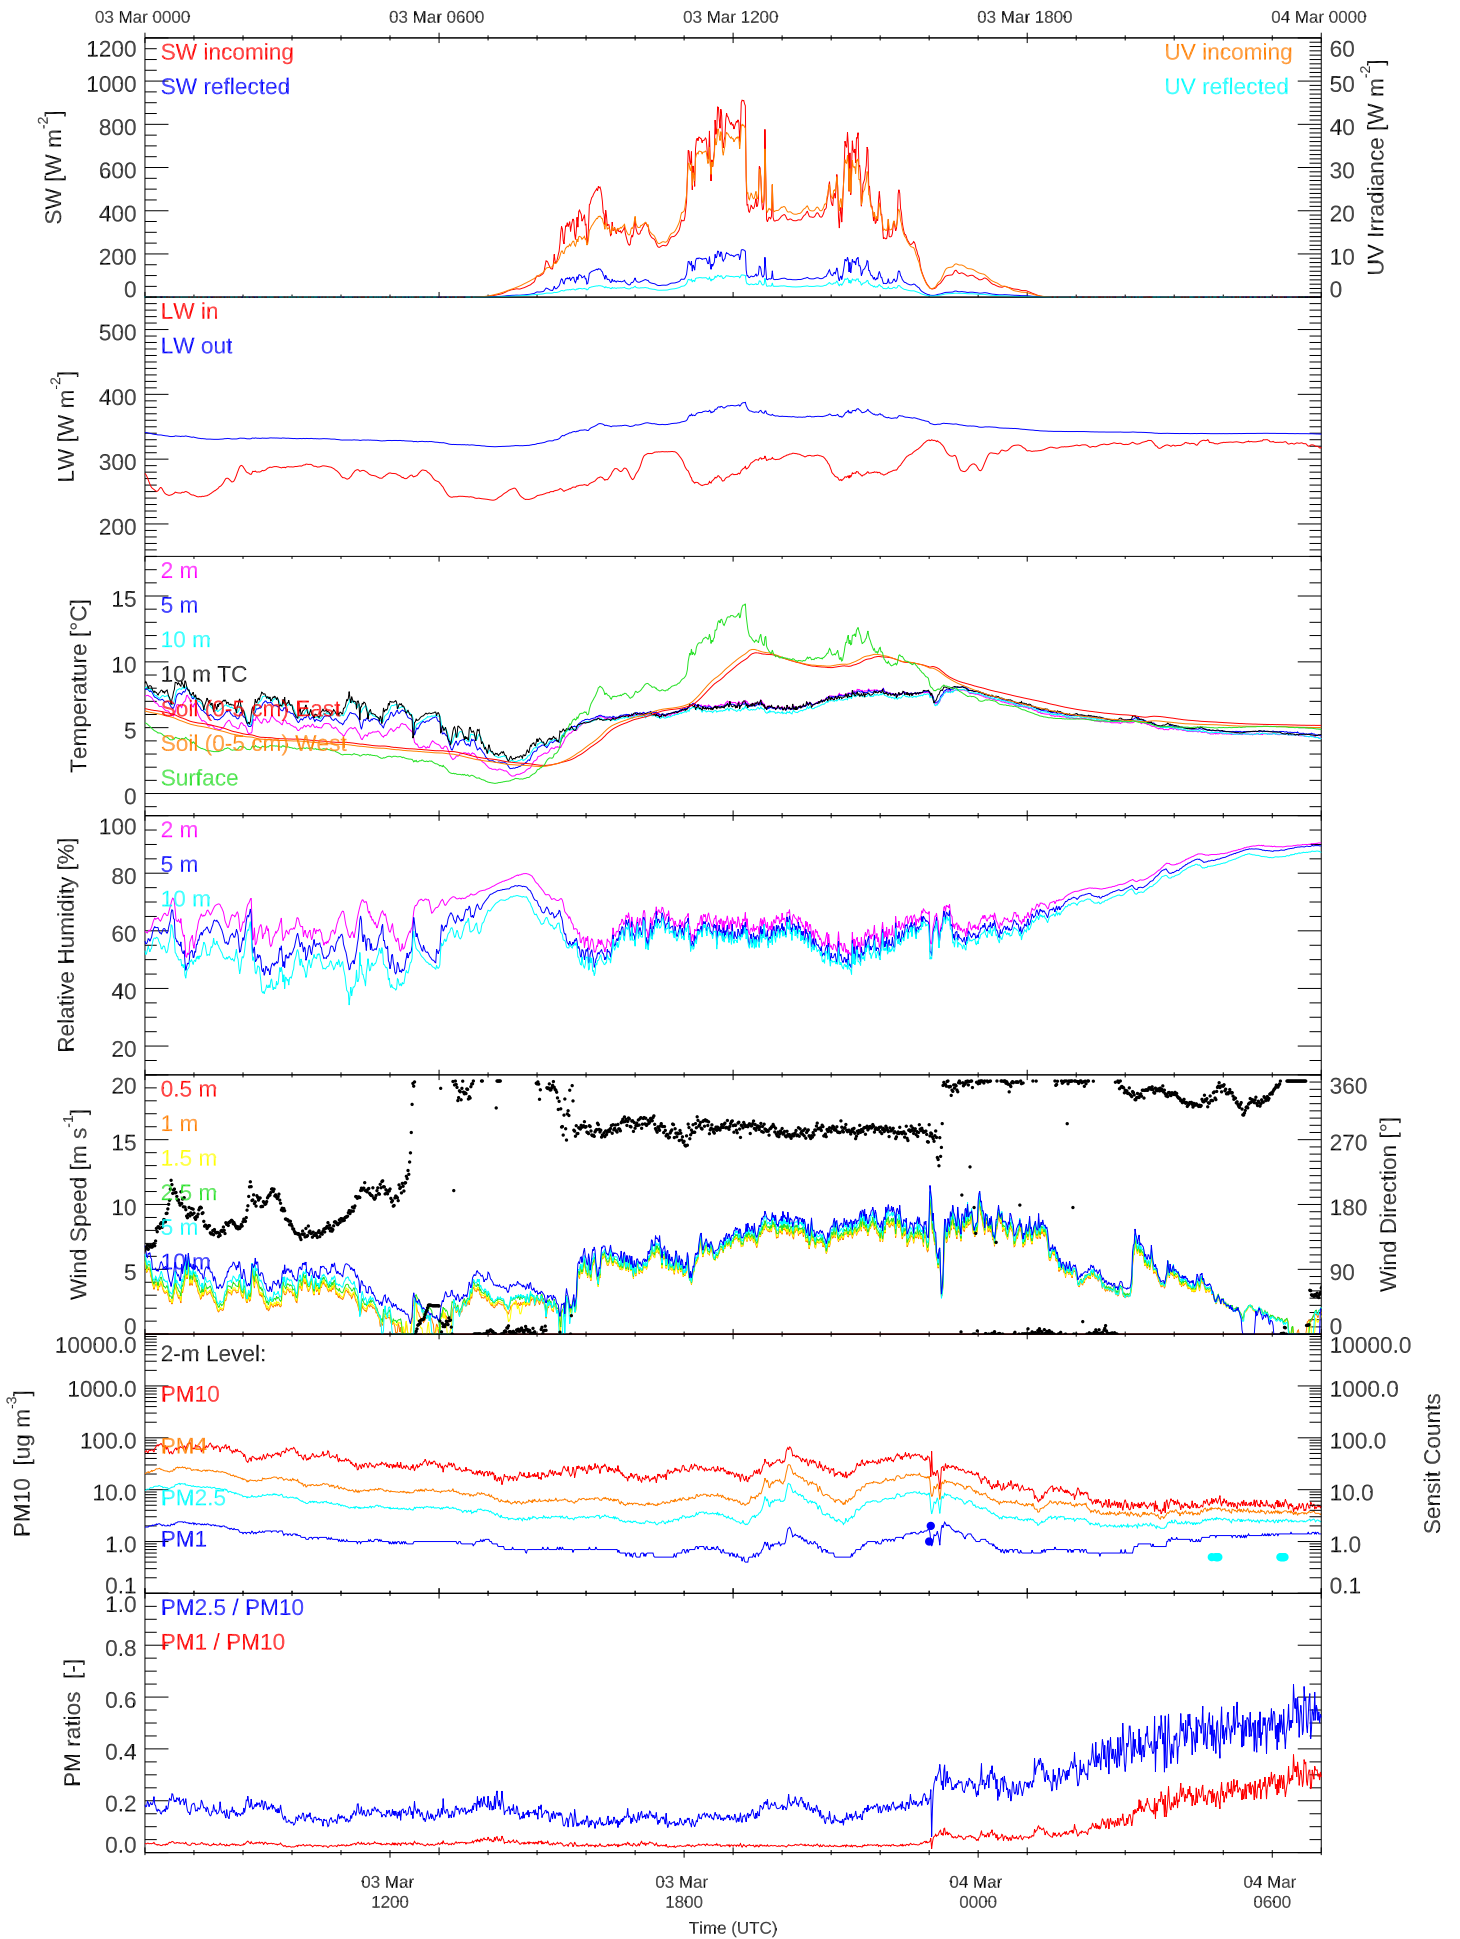 03 Mar 0000 03 Mar 0600 03 Mar 1200 03 Mar 1800 04 Mar 0000
SW [W m-2]
1200
1000
800
600
400
200
0
SW incoming
SW reflected
UV incoming
UV reflected
60
50
40
30
20
10
0
UV Irradiance [W m-2]
LW [W m-2]
500
400
300
200
LW in
LW out
Temperature [°C]
15
10
5
0
2 m
5 m
10 m
10 m TC
Soil (0-5 cm) East
Soil (0-5 cm) West
Surface
Relative Humidity [%]
100
80
60
40
20
2 m
5 m
10 m
Wind Speed [m s-1]
20
15
10
5
0
0.5 m
1 m
1.5 m
2.5 m
5 m
10 m
360
270
180
90
0
Wind Direction [°]
PM10 [ug m-3]
10000.0
1000.0
100.0
10.0
1.0
0.1
2-m Level:
PM10
PM4
PM2.5
PM1
10000.0
1000.0
100.0
10.0
1.0
0.1
Sensit Counts
PM ratios [-]
1.0
0.8
0.6
0.4
0.2
0.0
PM2.5 / PM10
PM1 / PM10
03 Mar 03 Mar 04 Mar 04 Mar
1200 1800 0000 0600
Time (UTC)